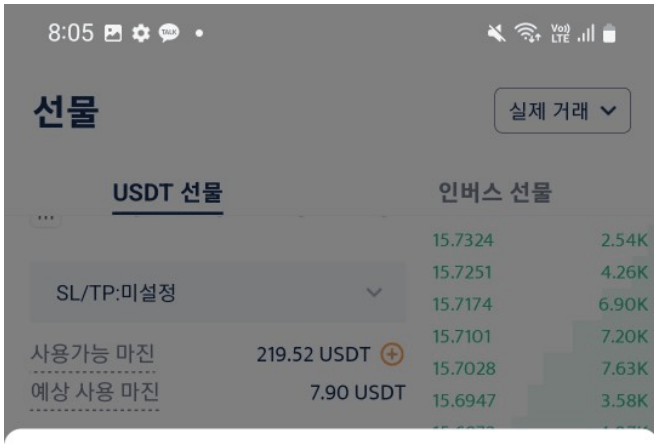 8:05 TALK Vo) LTE
선물
실제 거래
USDT 선물 인버스 선물
15.7324 2.54K
15.7251 4.26K
SL/TP:미설정
15.7174 6.90K
15.7101 7.20K
사용가능 마진 219.52 USDT
15.7028 7.63K
예상 사용 마진 7.90 USDT
15.6947 3.58K